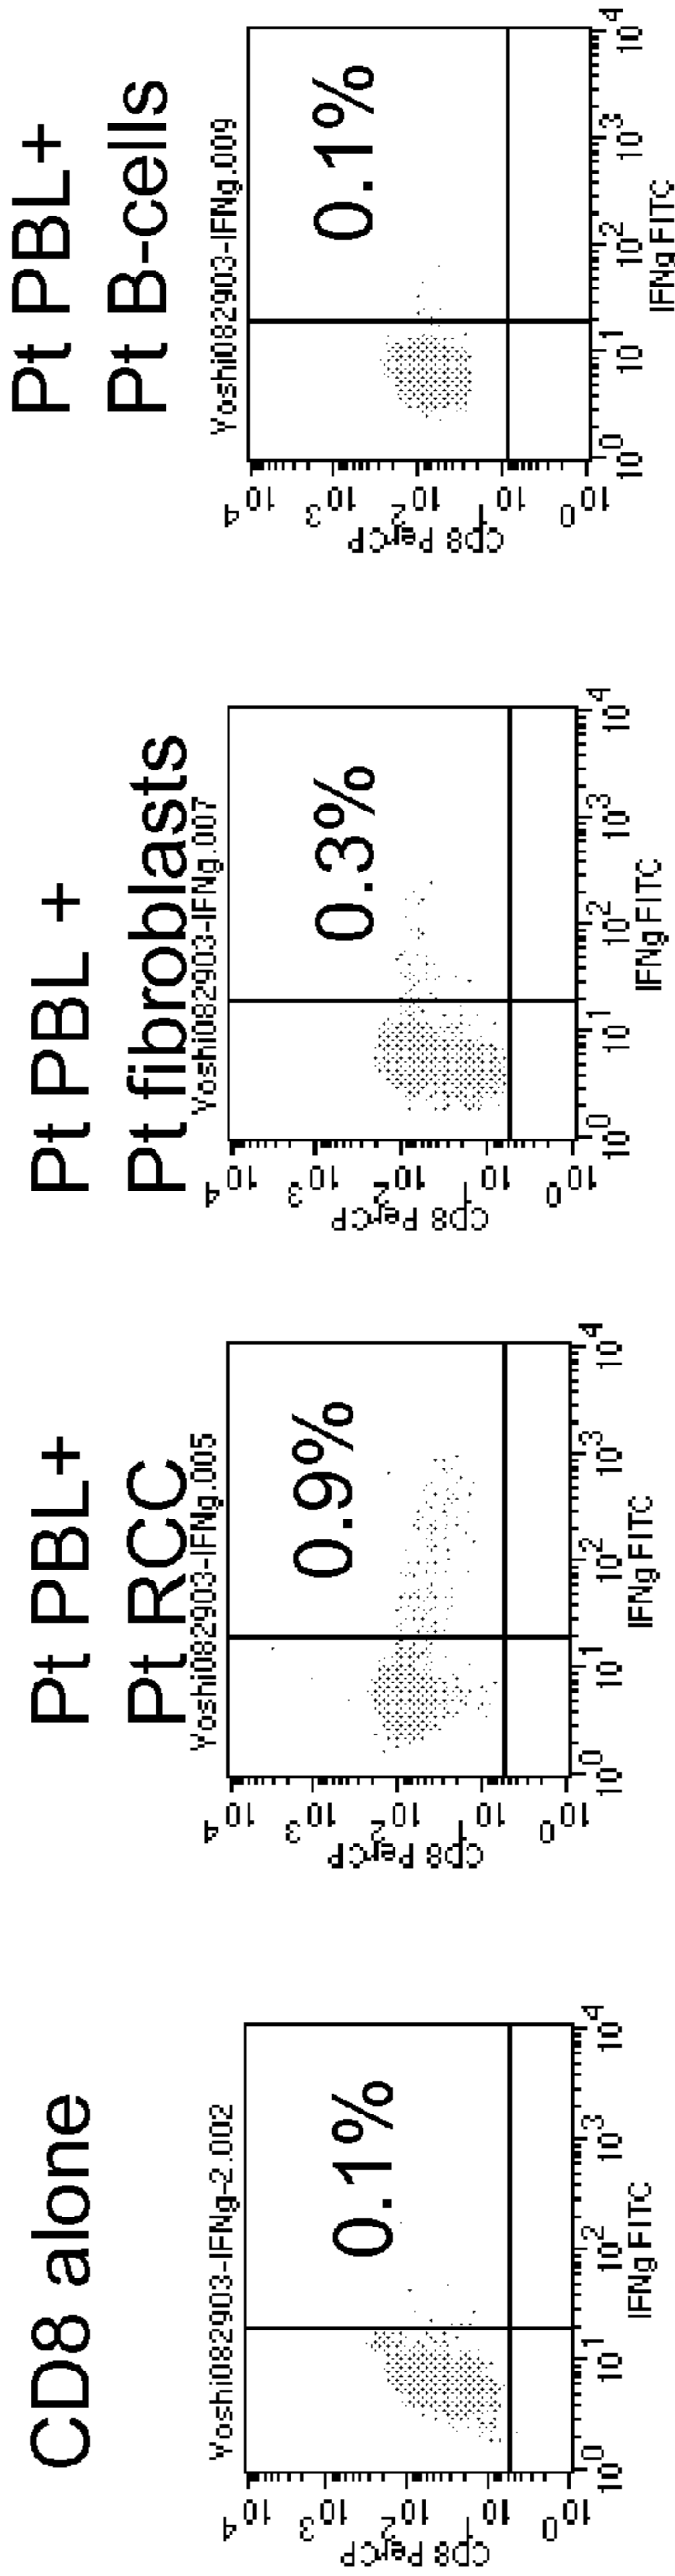 CD8 alone
Yoshi082903-IFNg-2.002
0.1%
CD8 PerCP
10^4
10^3
10^2
10^1
10^0
10^0
10^1
10^2
10^3
10^4
IFNg FITC
Pt PBL+
Pt RCC
Yoshi082903-IFNg.005
0.9%
CD8 PerCP
10^4
10^3
10^2
10^1
10^0
10^0
10^1
10^2
10^3
10^4
IFNg FITC
Pt PBL +
Pt fibroblasts
Yoshi082903-IFNg.007
0.3%
CD8 PerCP
10^4
10^3
10^2
10^1
10^0
10^0
10^1
10^2
10^3
10^4
IFNg FITC
Pt PBL+
Pt B-cells
Yoshi082903-IFNg.009
0.1%
CD8 PerCP
10^4
10^3
10^2
10^1
10^0
10^0
10^1
10^2
10^3
10^4
IFNg FITC